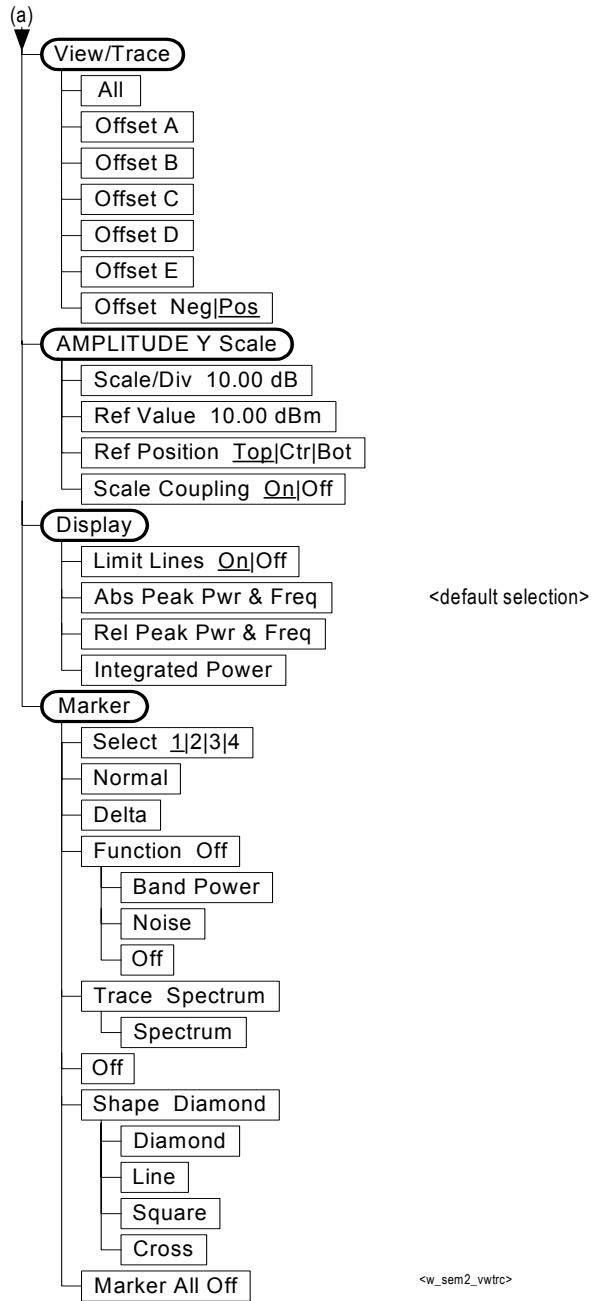 (a)
View/Trace
All
Offset A
Offset B
Offset C
Offset D
Offset E
Offset Neg|Pos
AMPLITUDE Y Scale
Scale/Div 10.00 dB
Ref Value 10.00 dBm
Ref Position Top|Ctr|Bot
Scale Coupling On|Off
Display
Limit Lines On|Off
Abs Peak Pwr & Freq <default selection>
Rel Peak Pwr & Freq
Integrated Power
Marker
Select 1|2|3|4
Normal
Delta
Function Off
Band Power
Noise
Off
Trace Spectrum
Spectrum
Off
Shape Diamond
Diamond
Line
Square
Cross
Marker All Off <w_sem2_vwtrc>